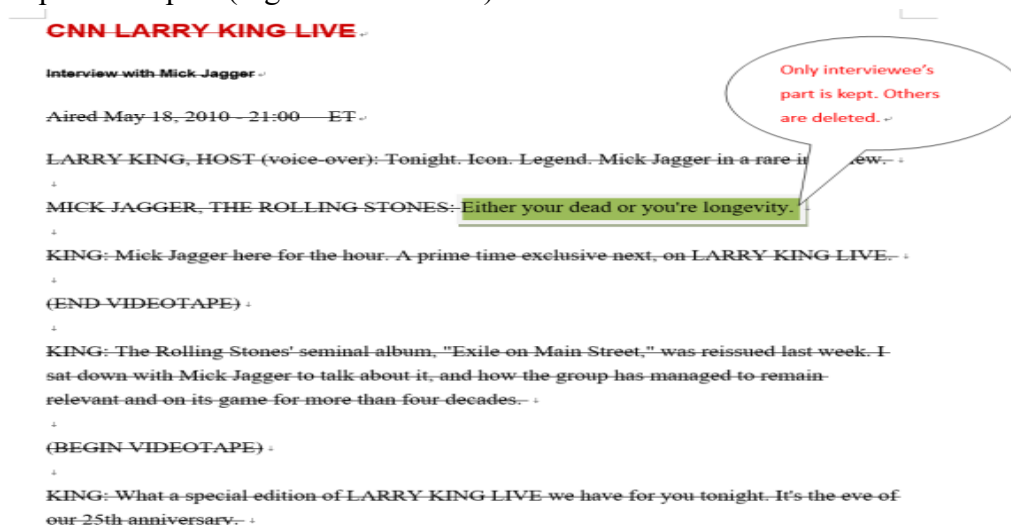 CNN LARRY KING LIVE
Interview with Mick Jagger
Only interviewee's
part is kept. Others
are deleted.
Aired May 18, 2010 - 21:00 ET
LARRY KING, HOST (voice-over): Tonight. Icon. Legend. Mick Jagger in a rare
MICK JAGGER, THE ROLLING STONES: Either your dead or you're longevity.
KING: Mick Jagger here for the hour. A prime time exclusive next, on LARRY KING LIVE.
(END VIDEOTAPE)
KING: The Rolling Stones' seminal album, "Exile on Main Street," was reissued last week. I
sat down with Mick Jagger to talk about it, and how the group has managed to remain
relevant and on its game for more than four decades.
(BEGIN VIDEOTAPE)
KING: What a special edition of LARRY KING LIVE we have for you tonight. It's the eve of
our 25th anniversary.